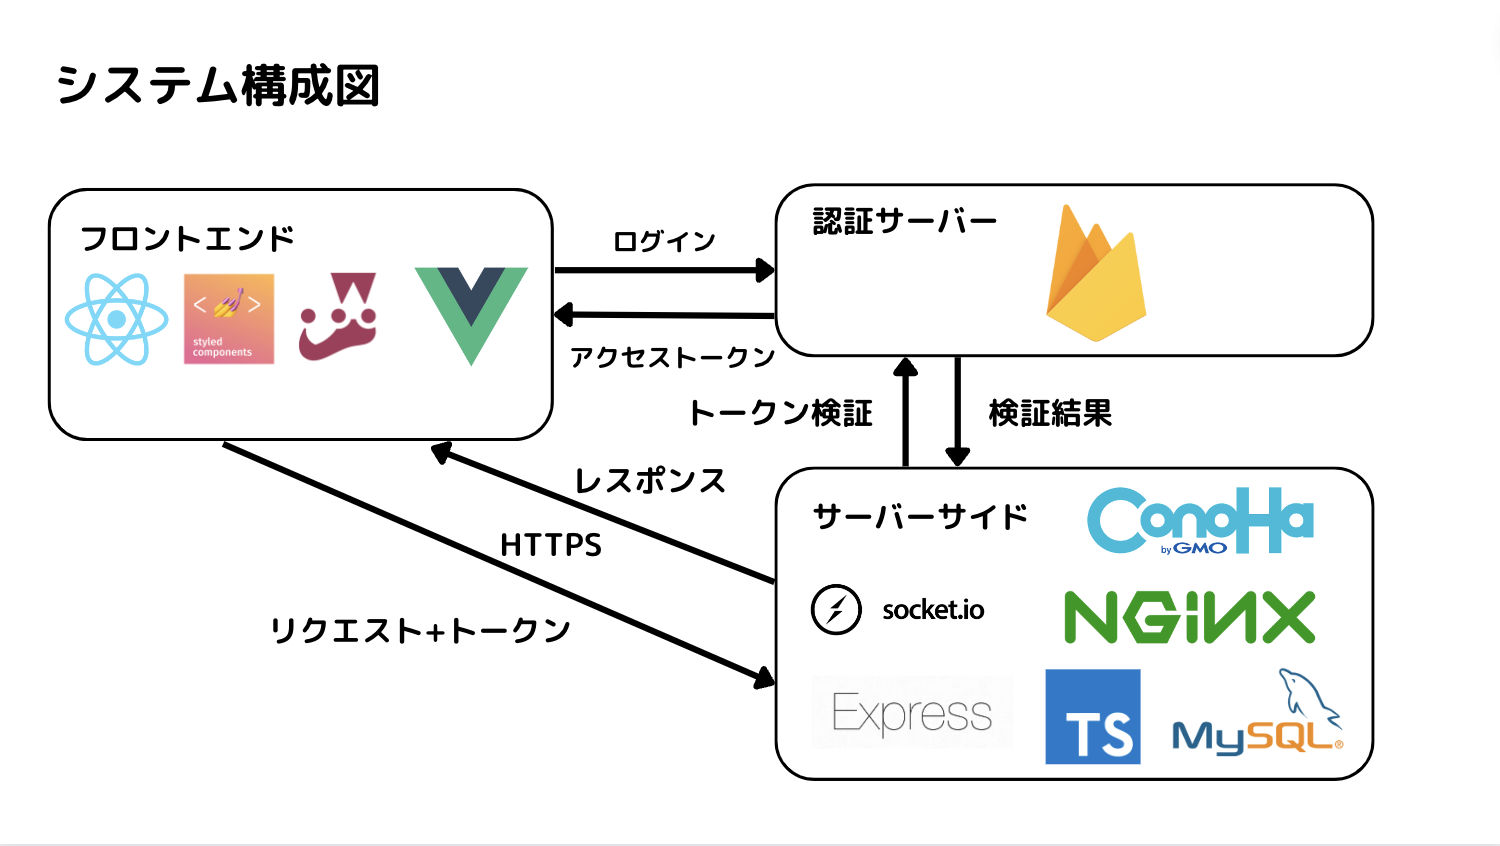 システム構成図
フロントエンド
< >
styled
components
ログイン
アクセストークン
認証サーバー
トークン検証
検証結果
レスポンス
HTTPS
リクエスト+トークン
サーバーサイド
ConoHa
by GMO
socket.io
NGINX
Express
TS
MySQL®